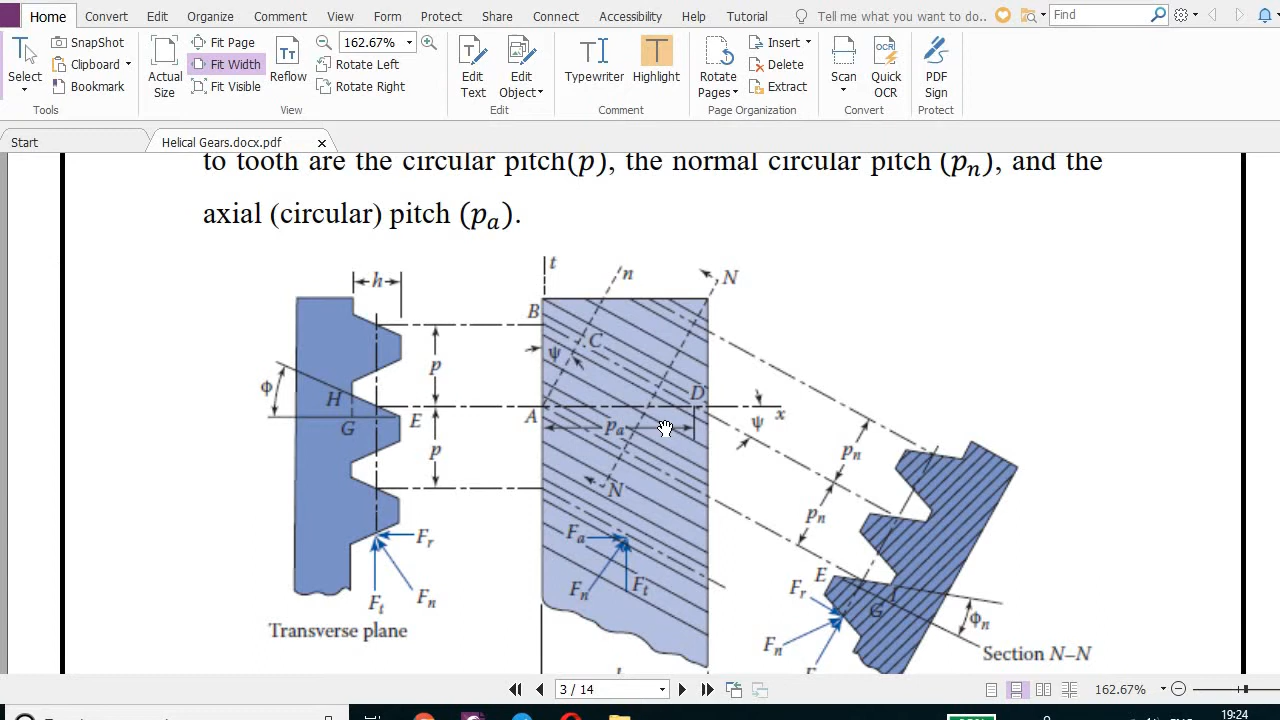 Home Convert Edit Organize Comment View Form Protect Share Connect Accessibility Help Tutorial Tell me what you want to do.. Find
Select
SnapShot
Clipboard
Bookmark
Tools
Actual Size
Fit Page
Fit Width
Fit Visible
Reflow
162.67%
Rotate Left
Rotate Right
View
Edit Text
Edit Object
Edit
Typewriter
Highlight
Comment
Rotate Pages
Insert
Delete
Extract
Page Organization
Scan
Quick OCR
Convert
PDF Sign
Protect
Start Helical Gears.docx.pdf
to tooth are the circular pitch(p), the normal circular pitch (pₙ), and the
axial (circular) pitch (pₐ).
h
t
n
N
B
C
ψ
p
ϕ
H
D
A
E
G
x
ψ
pₐ
p
pₙ
N
pₙ
Fᵣ
Fₐ
Fₙ
Fₜ
Fₜ
Fₙ
E
Fᵣ
G
ϕₙ
Fₙ
Transverse plane
Section N–N
3 / 14
162.67%
19:24